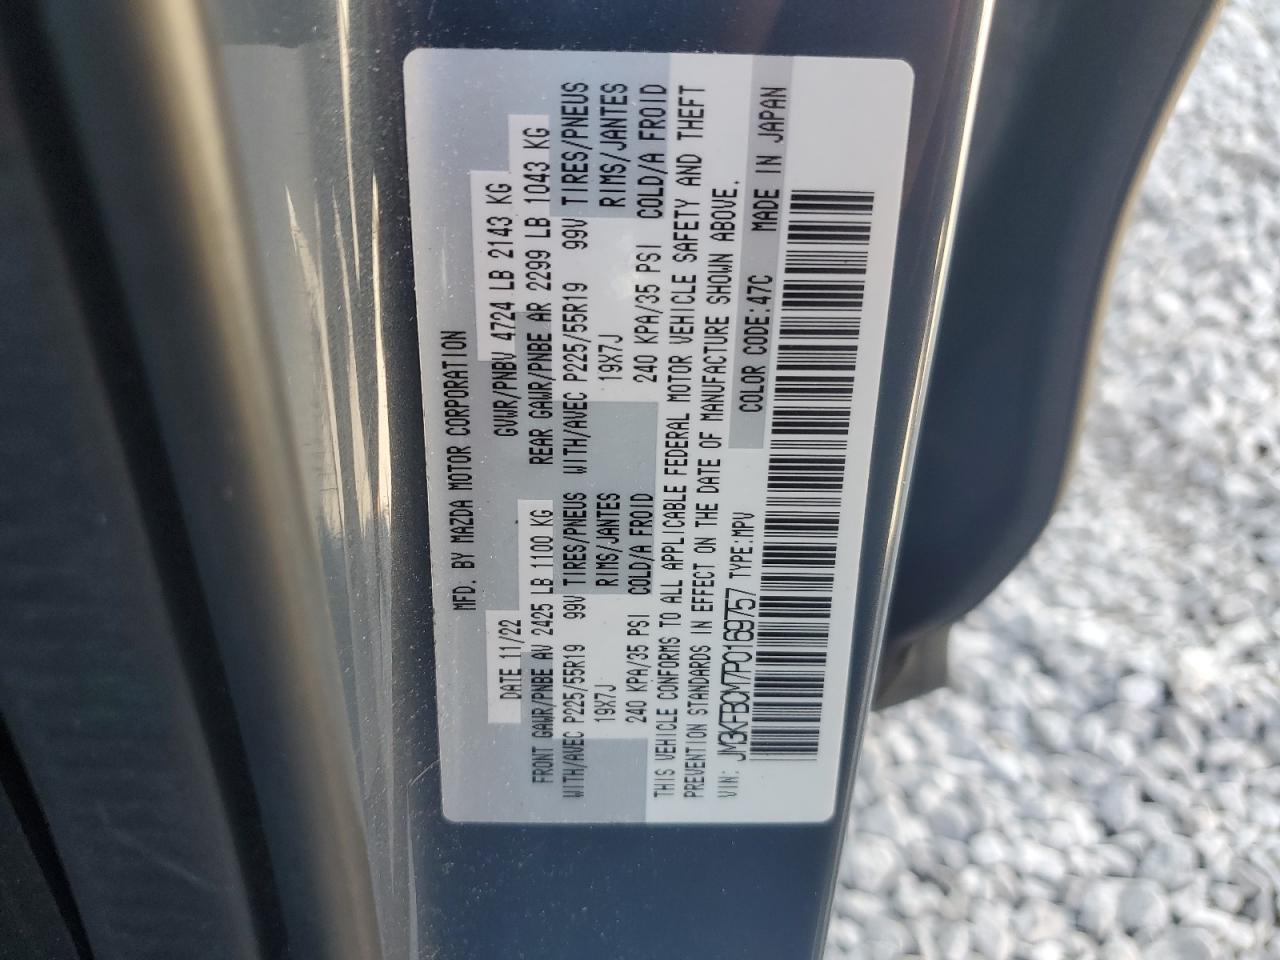 MFD. BY MAZDA MOTOR CORPORATION
DATE 11/22 GVWR/PNBV 4724 LB 2143 KG
FRONT GAWR/PNBE AV 2425 LB 1100 KG REAR GAWR/PNBE AR 2299 LB 1043 KG
WITH/AVEC P225/55R19 99V TIRES/PNEUS WITH/AVEC P225/55R19 99V TIRES/PNEUS
19X7J RIMS/JANTES 19X7J RIMS/JANTES
240 KPA/35 PSI COLD/A FROID 240 KPA/35 PSI COLD/A FROID
THIS VEHICLE CONFORMS TO ALL APPLICABLE FEDERAL MOTOR VEHICLE SAFETY AND THEFT
PREVENTION STANDARDS IN EFFECT ON THE DATE OF MANUFACTURE SHOWN ABOVE.
VIN: JM3KFBCM7P0169757 TYPE:MPV COLOR CODE:47C MADE IN JAPAN